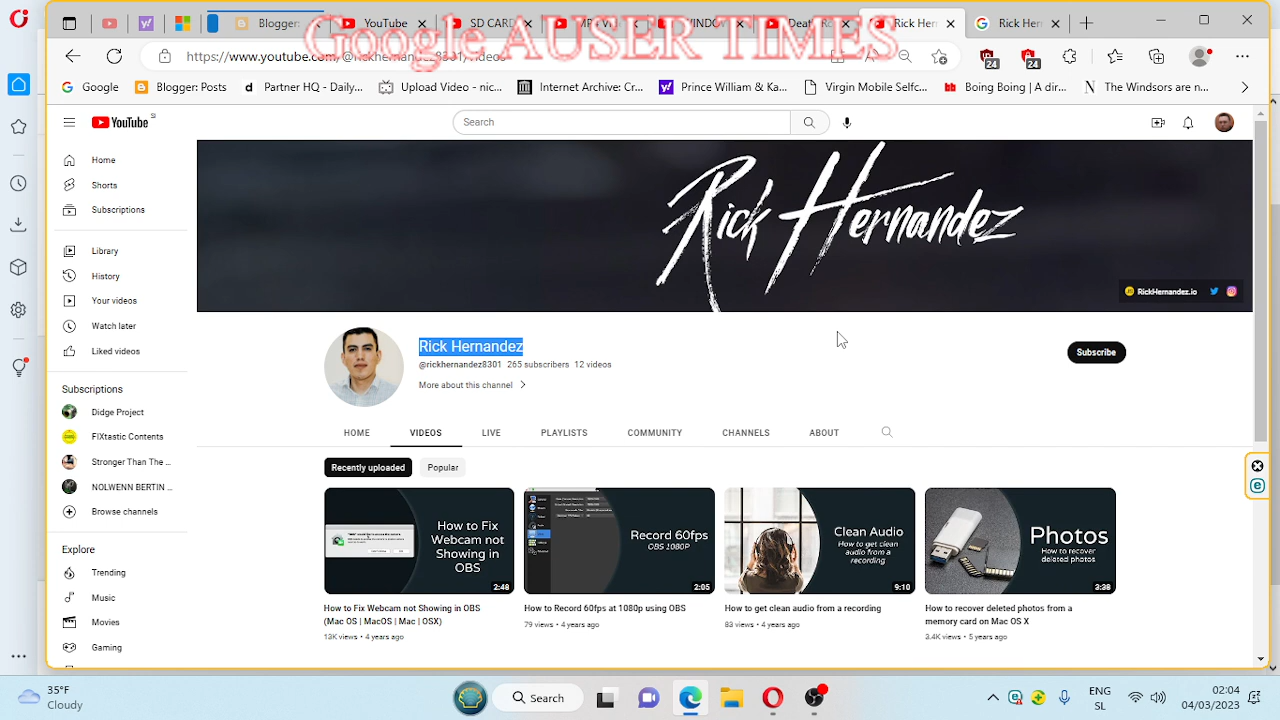 Google AUSER TIMES
Blogger:
YouTube
SD CAR
MP4 V
WINDOW
Death
Rick Her
Rick Her
https://www.youtube.com/@rickhernandez8301/videos
24
24
Google
Blogger: Posts
Partner HQ - Daily...
Upload Video - nic...
Internet Archive: Cr...
Prince William & Ka...
Virgin Mobile Selfc...
Boing Boing | A dir...
The Windsors are n...
YouTube SI
Search
Home
Shorts
Subscriptions
Library
History
Your videos
Watch later
Liked videos
Subscriptions
Didge Project
FIXtastic Contents
Stronger Than The ...
NOLWENN BERTIN ...
Browse channels
Explore
Trending
Music
Movies
Gaming
Rick Hernandez
RickHernandez.io
Rick Hernandez
@rickhernandez8301 265 subscribers 12 videos
More about this channel
Subscribe
HOME
VIDEOS
LIVE
PLAYLISTS
COMMUNITY
CHANNELS
ABOUT
Recently uploaded
Popular
How to Fix
Webcam not
Showing in
OBS
2:48
How to Fix Webcam not Showing in OBS
(Mac OS | MacOS | Mac | OSX)
13K views • 4 years ago
Record 60fps
OBS 1080P
2:05
How to Record 60fps at 1080p using OBS
79 views • 4 years ago
Clean Audio
How to get clean
audio from a
recording
9:10
How to get clean audio from a recording
83 views • 4 years ago
Photos
How to recover
deleted photos
3:38
How to recover deleted photos from a
memory card on Mac OS X
3.4K views • 5 years ago
35°F
Cloudy
Search
ENG
SL
02:04
04/03/2023